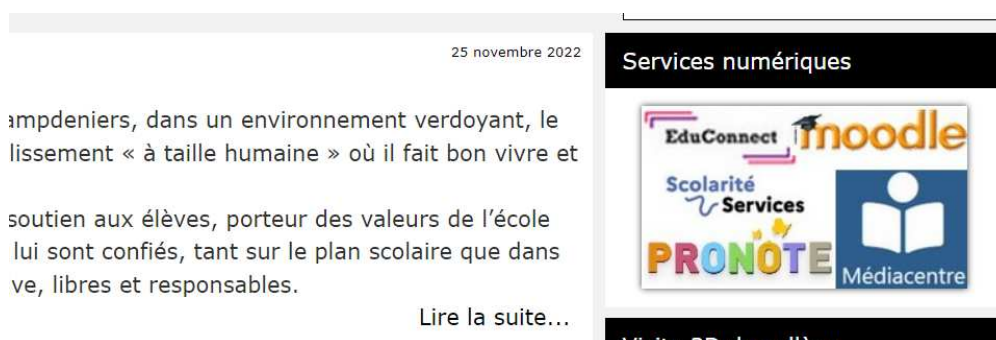 25 novembre 2022
ampdeniers, dans un environnement verdoyant, le
lissement « à taille humaine » où il fait bon vivre et
soutien aux élèves, porteur des valeurs de l'école
lui sont confiés, tant sur le plan scolaire que dans
ve, libres et responsables.
Lire la suite...
Services numériques
EduConnect
moodle
Scolarité
Services
PRONOTE
Médiacentre